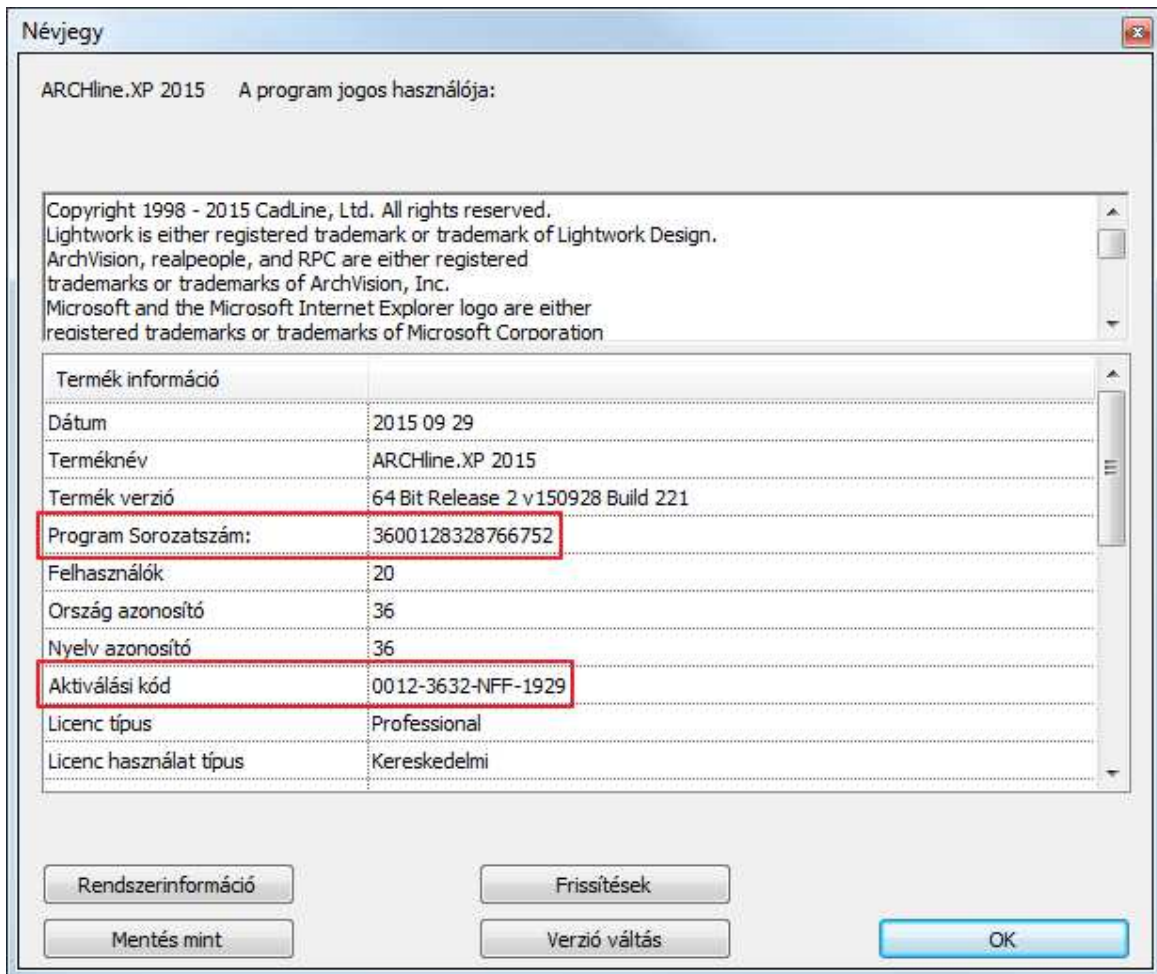 Névjegy
ARCHline.XP 2015 A program jogos használója:
Copyright 1998 - 2015 CadLine, Ltd. All rights reserved.
Lightwork is either registered trademark or trademark of Lightwork Design.
ArchVision, realpeople, and RPC are either registered
trademarks or trademarks of ArchVision, Inc.
Microsoft and the Microsoft Internet Explorer logo are either
registered trademarks or trademarks of Microsoft Corporation
Termék információ
Dátum 2015 09 29
Terméknév ARCHline.XP 2015
Termék verzió 64 Bit Release 2 v150928 Build 221
Program Sorozatszám: 3600128328766752
Felhasználók 20
Ország azonosító 36
Nyelv azonosító 36
Aktiválási kód 0012-3632-NFF-1929
Licenc típus Professional
Licenc használat típus Kereskedelmi
Rendszerinformáció Frissítések
Mentés mint Verzió váltás OK